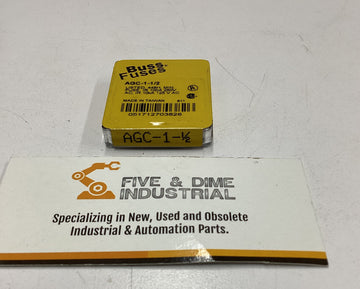 Buss
Fuses
AGC-1-1/2
MADE IN TAIWAN
051712703826
AGC-1-½
FIVE & DIME
INDUSTRIAL
Specializing in New, Used and Obsolete
Industrial & Automation Parts.